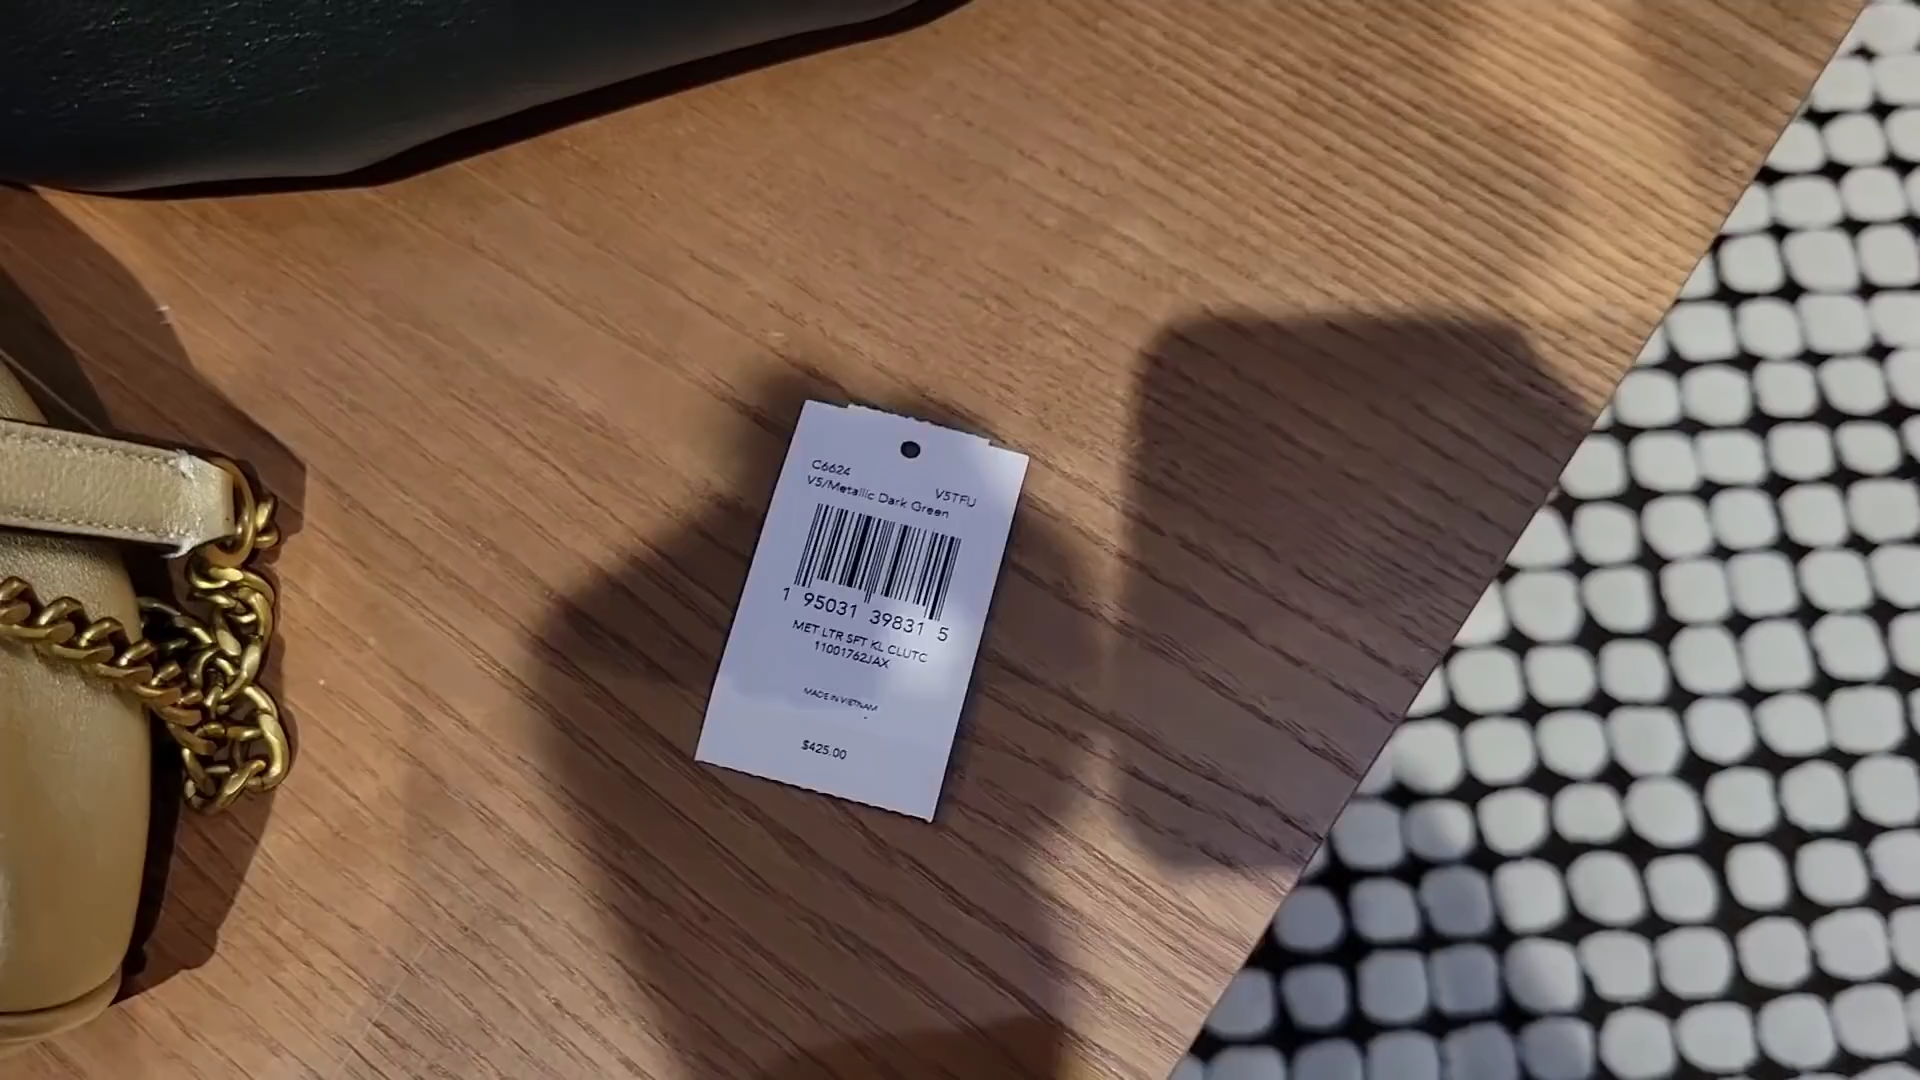 C6624 V5TFU
V5/Metallic Dark Green
1 95031 39831 5
MET LTR SFT KL CLUTC
11001762JAX
MADE IN VIETNAM
$425.00